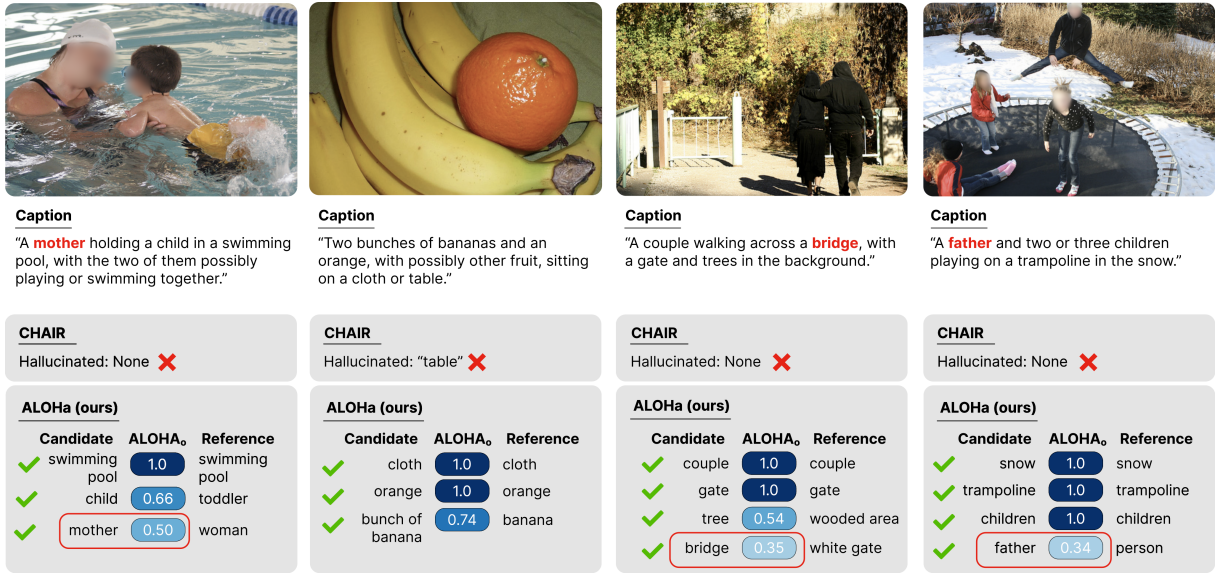 Caption
“A mother holding a child in a swimming
pool, with the two of them possibly
playing or swimming together.”
CHAIR
Hallucinated: None
ALOHa (ours)
Candidate ALOHAₒ Reference
swimming pool 1.0 swimming pool
child 0.66 toddler
mother 0.50 woman
Caption
“Two bunches of bananas and an
orange, with possibly other fruit, sitting
on a cloth or table.”
CHAIR
Hallucinated: “table”
ALOHa (ours)
Candidate ALOHAₒ Reference
cloth 1.0 cloth
orange 1.0 orange
bunch of banana 0.74 banana
Caption
“A couple walking across a bridge, with
a gate and trees in the background.”
CHAIR
Hallucinated: None
ALOHa (ours)
Candidate ALOHAₒ Reference
couple 1.0 couple
gate 1.0 gate
tree 0.54 wooded area
bridge 0.35 white gate
Caption
“A father and two or three children
playing on a trampoline in the snow.”
CHAIR
Hallucinated: None
ALOHa (ours)
Candidate ALOHAₒ Reference
snow 1.0 snow
trampoline 1.0 trampoline
children 1.0 children
father 0.34 person